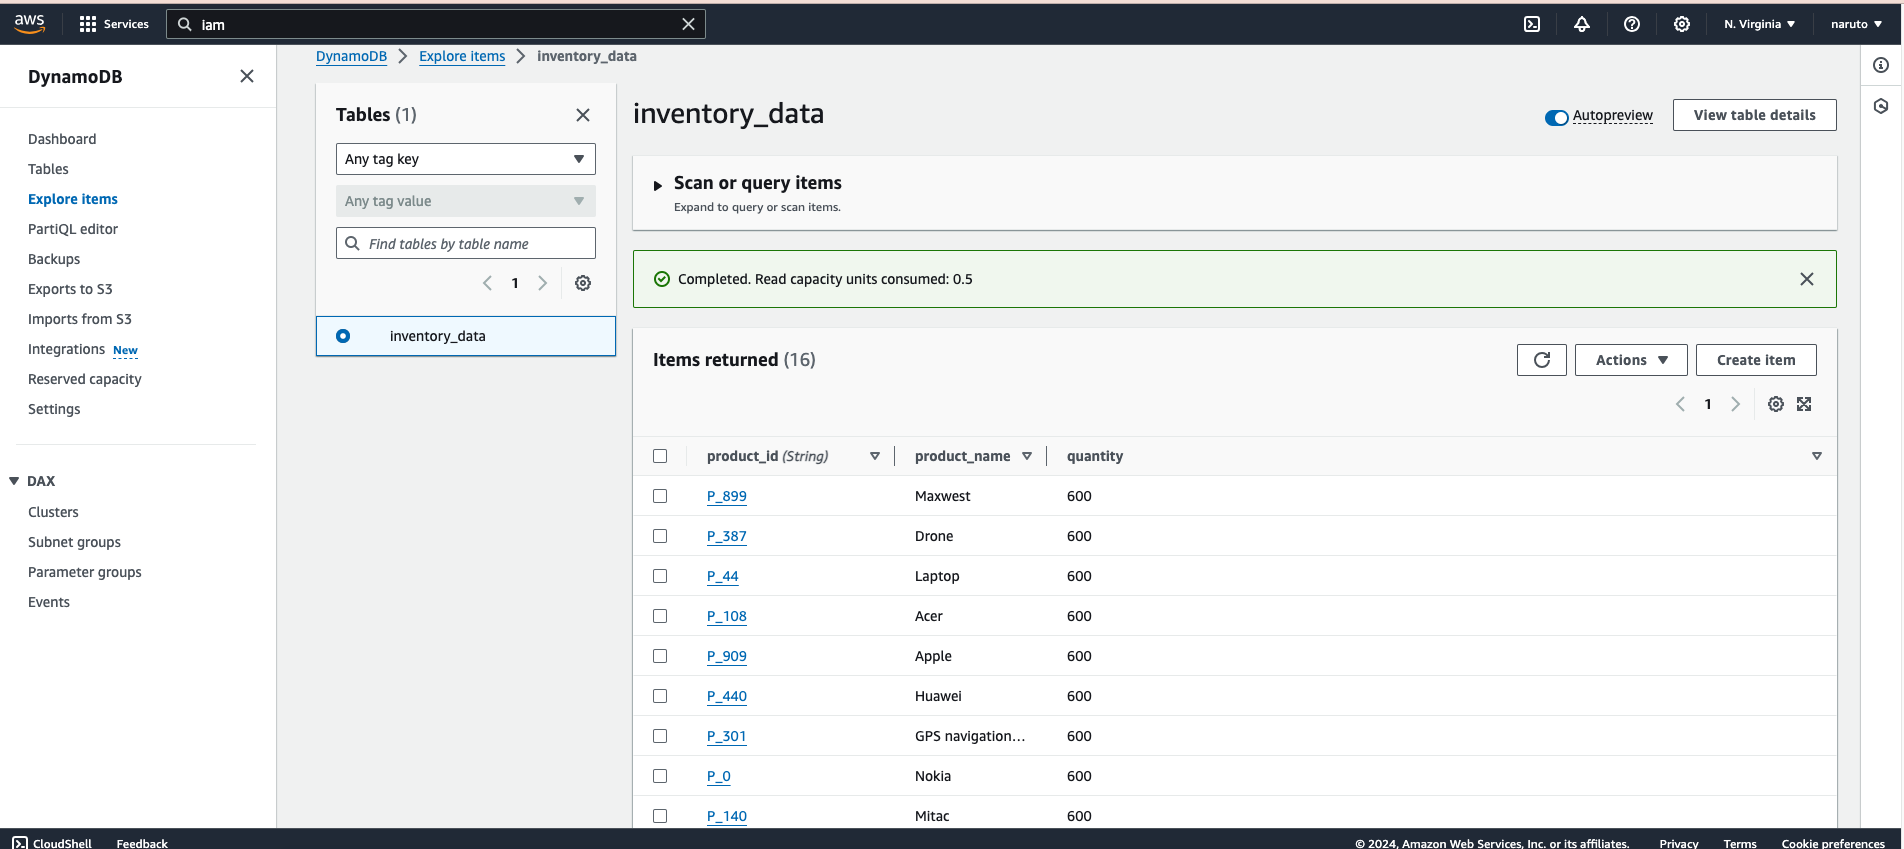 aws
Services
iam
N. Virginia
naruto
DynamoDB
Dashboard
Tables
Explore items
PartiQL editor
Backups
Exports to S3
Imports from S3
Integrations New
Reserved capacity
Settings
DAX
Clusters
Subnet groups
Parameter groups
Events
DynamoDB
Explore items
inventory_data
Tables (1)
Any tag key
Any tag value
Find tables by table name
1
inventory_data
inventory_data
Autopreview
View table details
Scan or query items
Expand to query or scan items.
Completed. Read capacity units consumed: 0.5
Items returned (16)
Actions
Create item
1
product_id (String) product_name quantity
P_899 Maxwest 600
P_387 Drone 600
P_44 Laptop 600
P_108 Acer 600
P_909 Apple 600
P_440 Huawei 600
P_301 GPS navigation... 600
P_0 Nokia 600
P_140 Mitac 600
CloudShell Feedback © 2024, Amazon Web Services, Inc. or its affiliates. Privacy Terms Cookie preferences